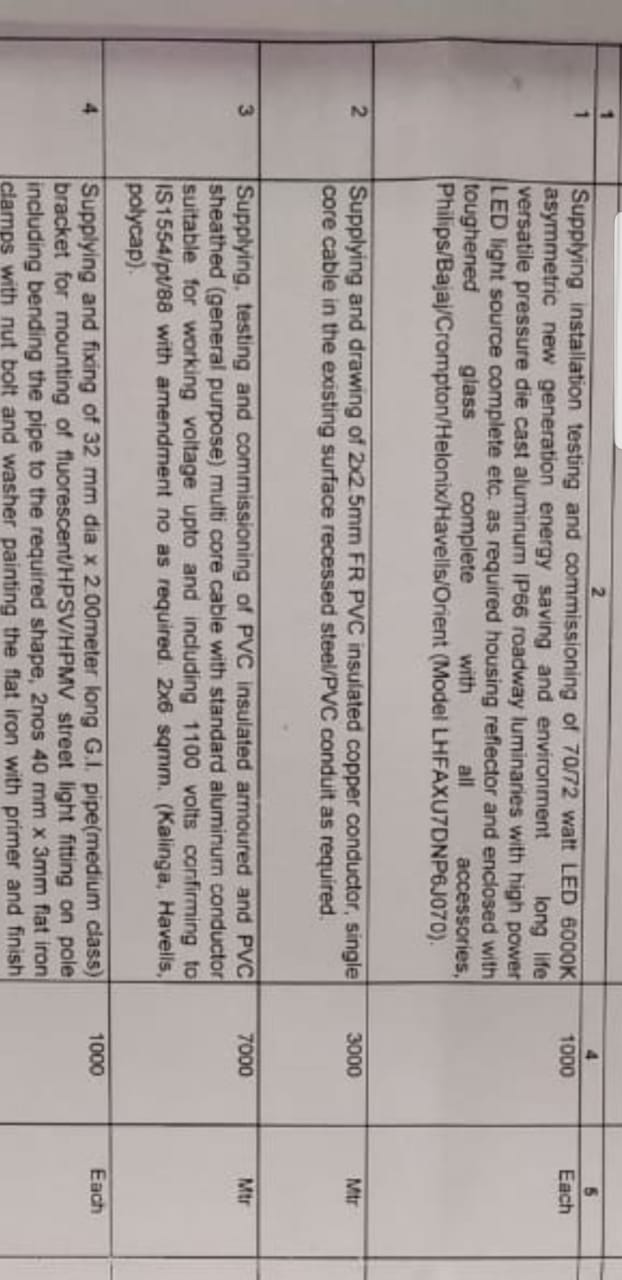 1 2 4 5
1 Supplying installation testing and commissioning of 70/72 watt LED 6000K 1000 Each
asymmetric new generation energy saving and environment long life
versatile pressure die cast aluminum IP66 roadway luminaries with high power
LED light source complete etc. as required housing reflector and enclosed with
toughened glass complete with all accessories,
Philips/Bajaj/Crompton/Helonix/Havells/Orient (Model LHFAXU7DNP6J070).
2 Supplying and drawing of 2x2.5mm FR PVC insulated copper conductor, single 3000 Mtr
core cable in the existing surface recessed steel/PVC conduit as required.
3 Supplying, testing and commissioning of PVC insulated armoured and PVC 7000 Mtr
sheathed (general purpose) multi core cable with standard aluminum conductor
suitable for working voltage upto and including 1100 volts confirming to
IS1554/pt/88 with amendment no as required. 2x6 sqmm. (Kalinga, Havells,
polycap).
4 Supplying and fixing of 32 mm dia x 2.00meter long G.I. pipe(medium class) 1000 Each
bracket for mounting of fluorescent/HPSV/HPMV street light fitting on pole
including bending the pipe to the required shape, 2nos 40 mm x 3mm flat iron
clamps with nut bolt and washer painting the flat iron with primer and finish